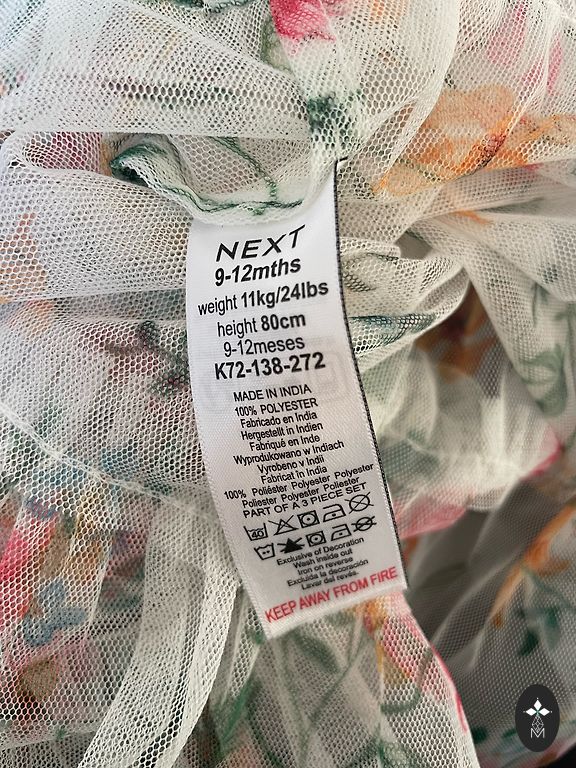 NEXT
9-12mths
weight 11kg/24lbs
height 80cm
9-12meses
K72-138-272
MADE IN INDIA
100% POLYESTER
Fabricado en India
Hergestellt in Indien
Fabriqué en Inde
Wyprodukowano w Indiach
Vyrobeno v Indii
Fabricat în India
100% Poliéster Polyester Polyester
Poliester Polyester Poliester
PART OF A 3 PIECE SET
40
Exclusive of Decoration
Wash inside out
Iron on reverse
Excluida la decoración
Lavar del revés.
KEEP AWAY FROM FIRE